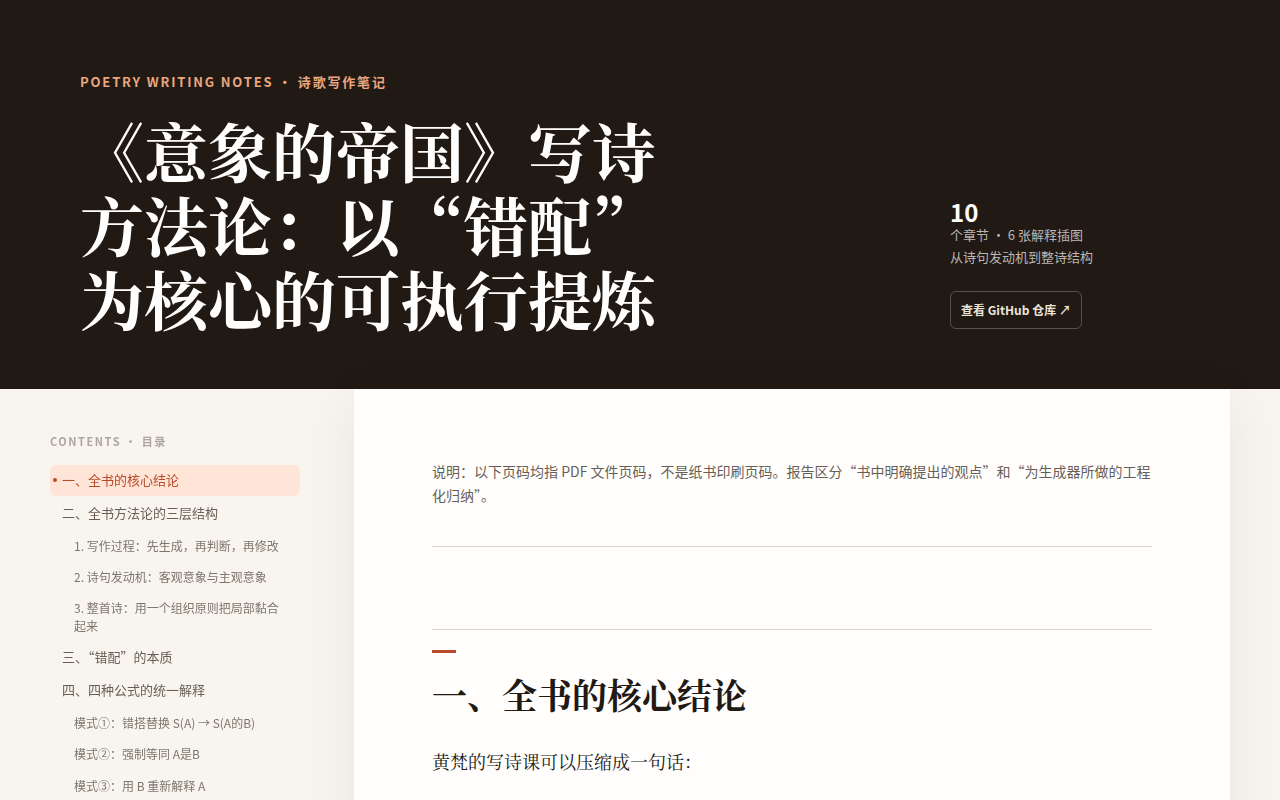 POETRY WRITING NOTES · 诗歌写作笔记
《意象的帝国》写诗
方法论：以“错配”
为核心的可执行提炼
10
个章节 · 6 张解释插图
从诗句发动机到整诗结构
查看 GitHub 仓库 ↗
CONTENTS · 目录
一、全书的核心结论
二、全书方法论的三层结构
1. 写作过程：先生成，再判断，再修改
2. 诗句发动机：客观意象与主观意象
3. 整首诗：用一个组织原则把局部黏合
起来
三、“错配”的本质
四、四种公式的统一解释
模式①：错搭替换 S(A) → S(A的B)
模式②：强制等同 A是B
模式③：用 B 重新解释 A
说明：以下页码均指 PDF 文件页码，不是纸书印刷页码。报告区分“书中明确提出的观点”和“为生成器所做的工程
化归纳”。
一、全书的核心结论
黄梵的写诗课可以压缩成一句话：